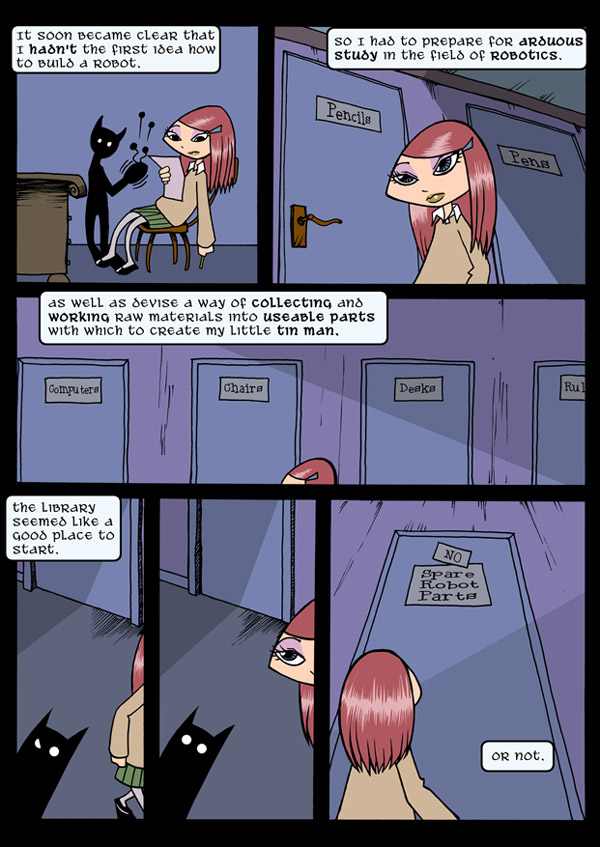 It soon became clear that
I hadn't the first idea how
to build a robot.
So I had to prepare for arduous
study in the field of robotics.
Pencils
Pens
As well as devise a way of collecting and
working raw materials into useable parts
with which to create my little tin man.
Computers
Chairs
Desks
Rul
The library
seemed like a
good place to
start.
NO
Spare
Robot
Parts
Or not.